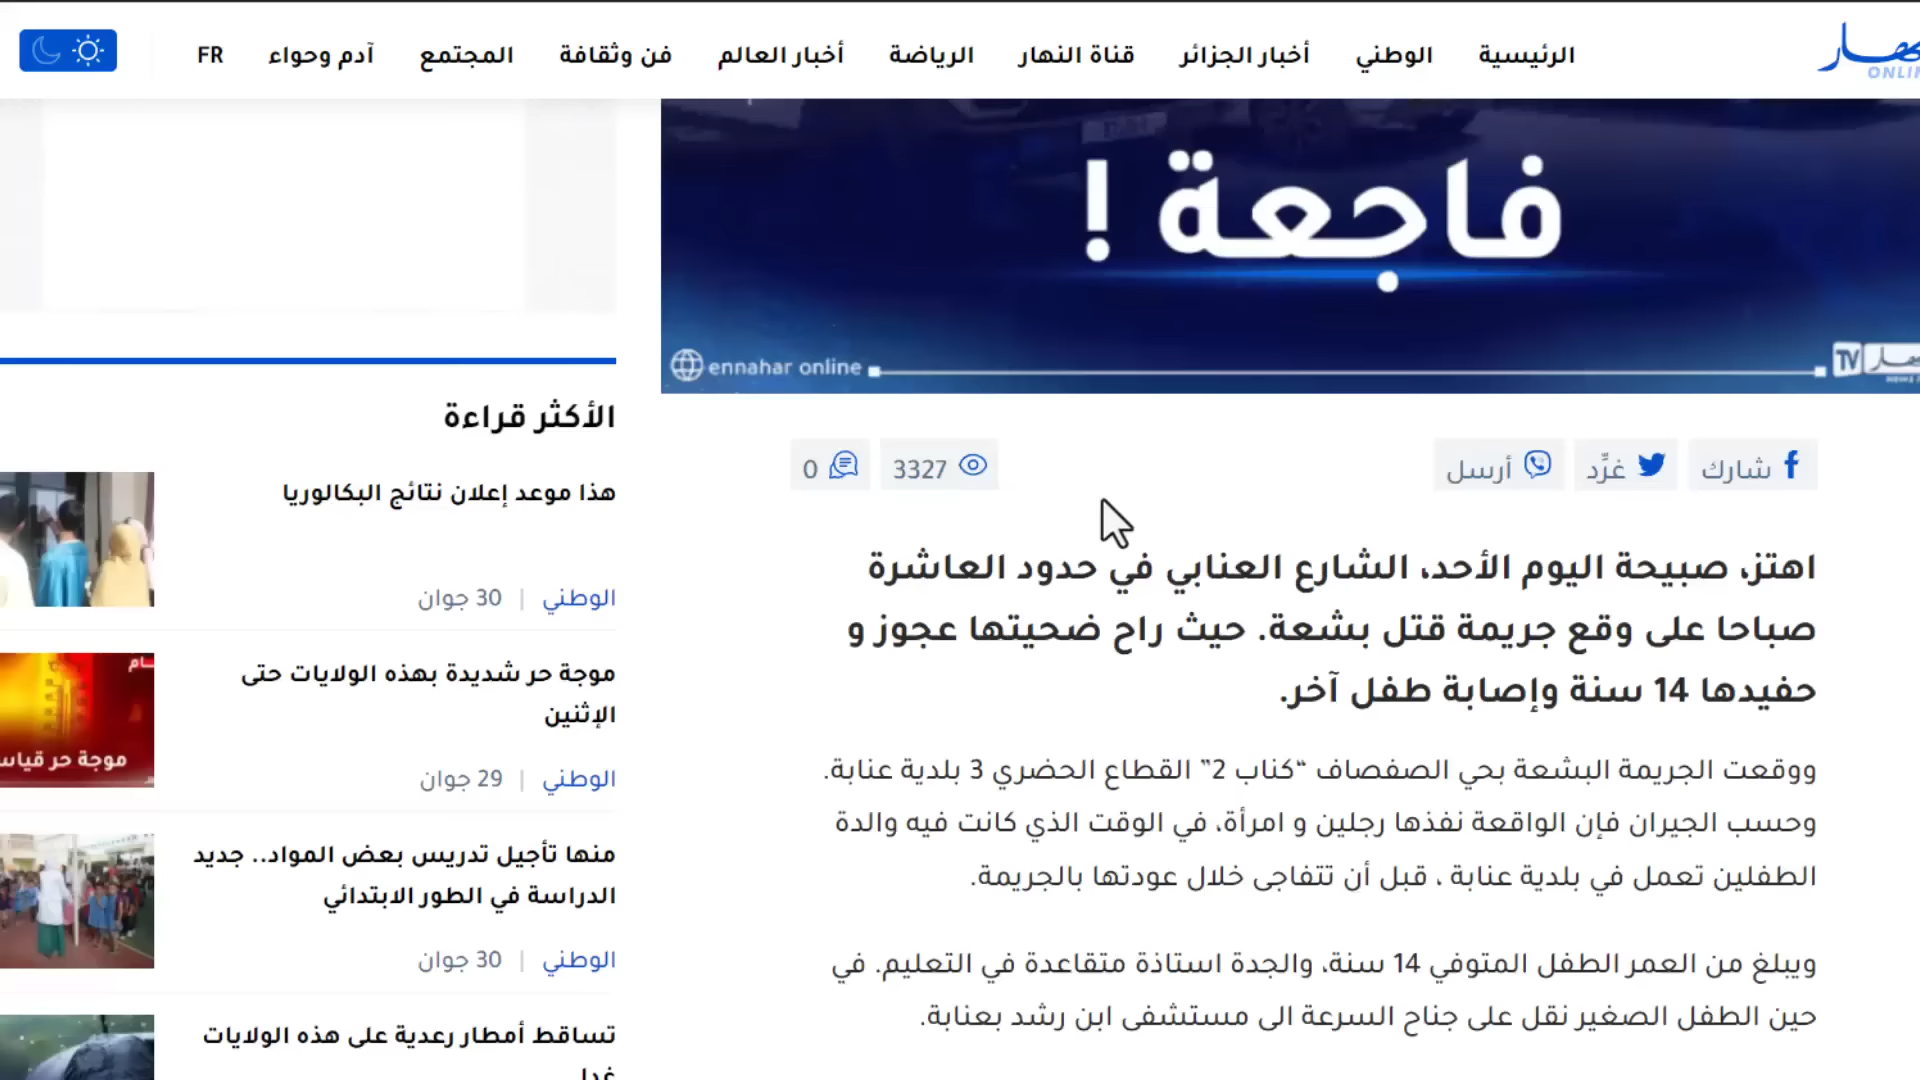 الرئيسية
الوطني
أخبار الجزائر
قناة النهار
الرياضة
أخبار العالم
فن وثقافة
المجتمع
آدم وحواء
FR
فاجعة !
ennahar online
TV
شارك
غرِّد
أرسل
3327
0
اهتز، صبيحة اليوم الأحد، الشارع العنابي في حدود العاشرة
صباحا على وقع جريمة قتل بشعة. حيث راح ضحيتها عجوز و
حفيدها 14 سنة وإصابة طفل آخر.
ووقعت الجريمة البشعة بحي الصفصاف “كناب 2” القطاع الحضري 3 بلدية عنابة.
وحسب الجيران فإن الواقعة نفذها رجلين و امرأة، في الوقت الذي كانت فيه والدة
الطفلين تعمل في بلدية عنابة ، قبل أن تتفاجى خلال عودتها بالجريمة.
ويبلغ من العمر الطفل المتوفي 14 سنة، والجدة استاذة متقاعدة في التعليم. في
حين الطفل الصغير نقل على جناح السرعة الى مستشفى ابن رشد بعنابة.
الأكثر قراءة
هذا موعد إعلان نتائج البكالوريا
الوطني | 30 جوان
موجة حر شديدة بهذه الولايات حتى
الإثنين
الوطني | 29 جوان
موجة حر
منها تأجيل تدريس بعض المواد.. جديد
الدراسة في الطور الابتدائي
الوطني | 30 جوان
تساقط أمطار رعدية على هذه الولايات
غدا